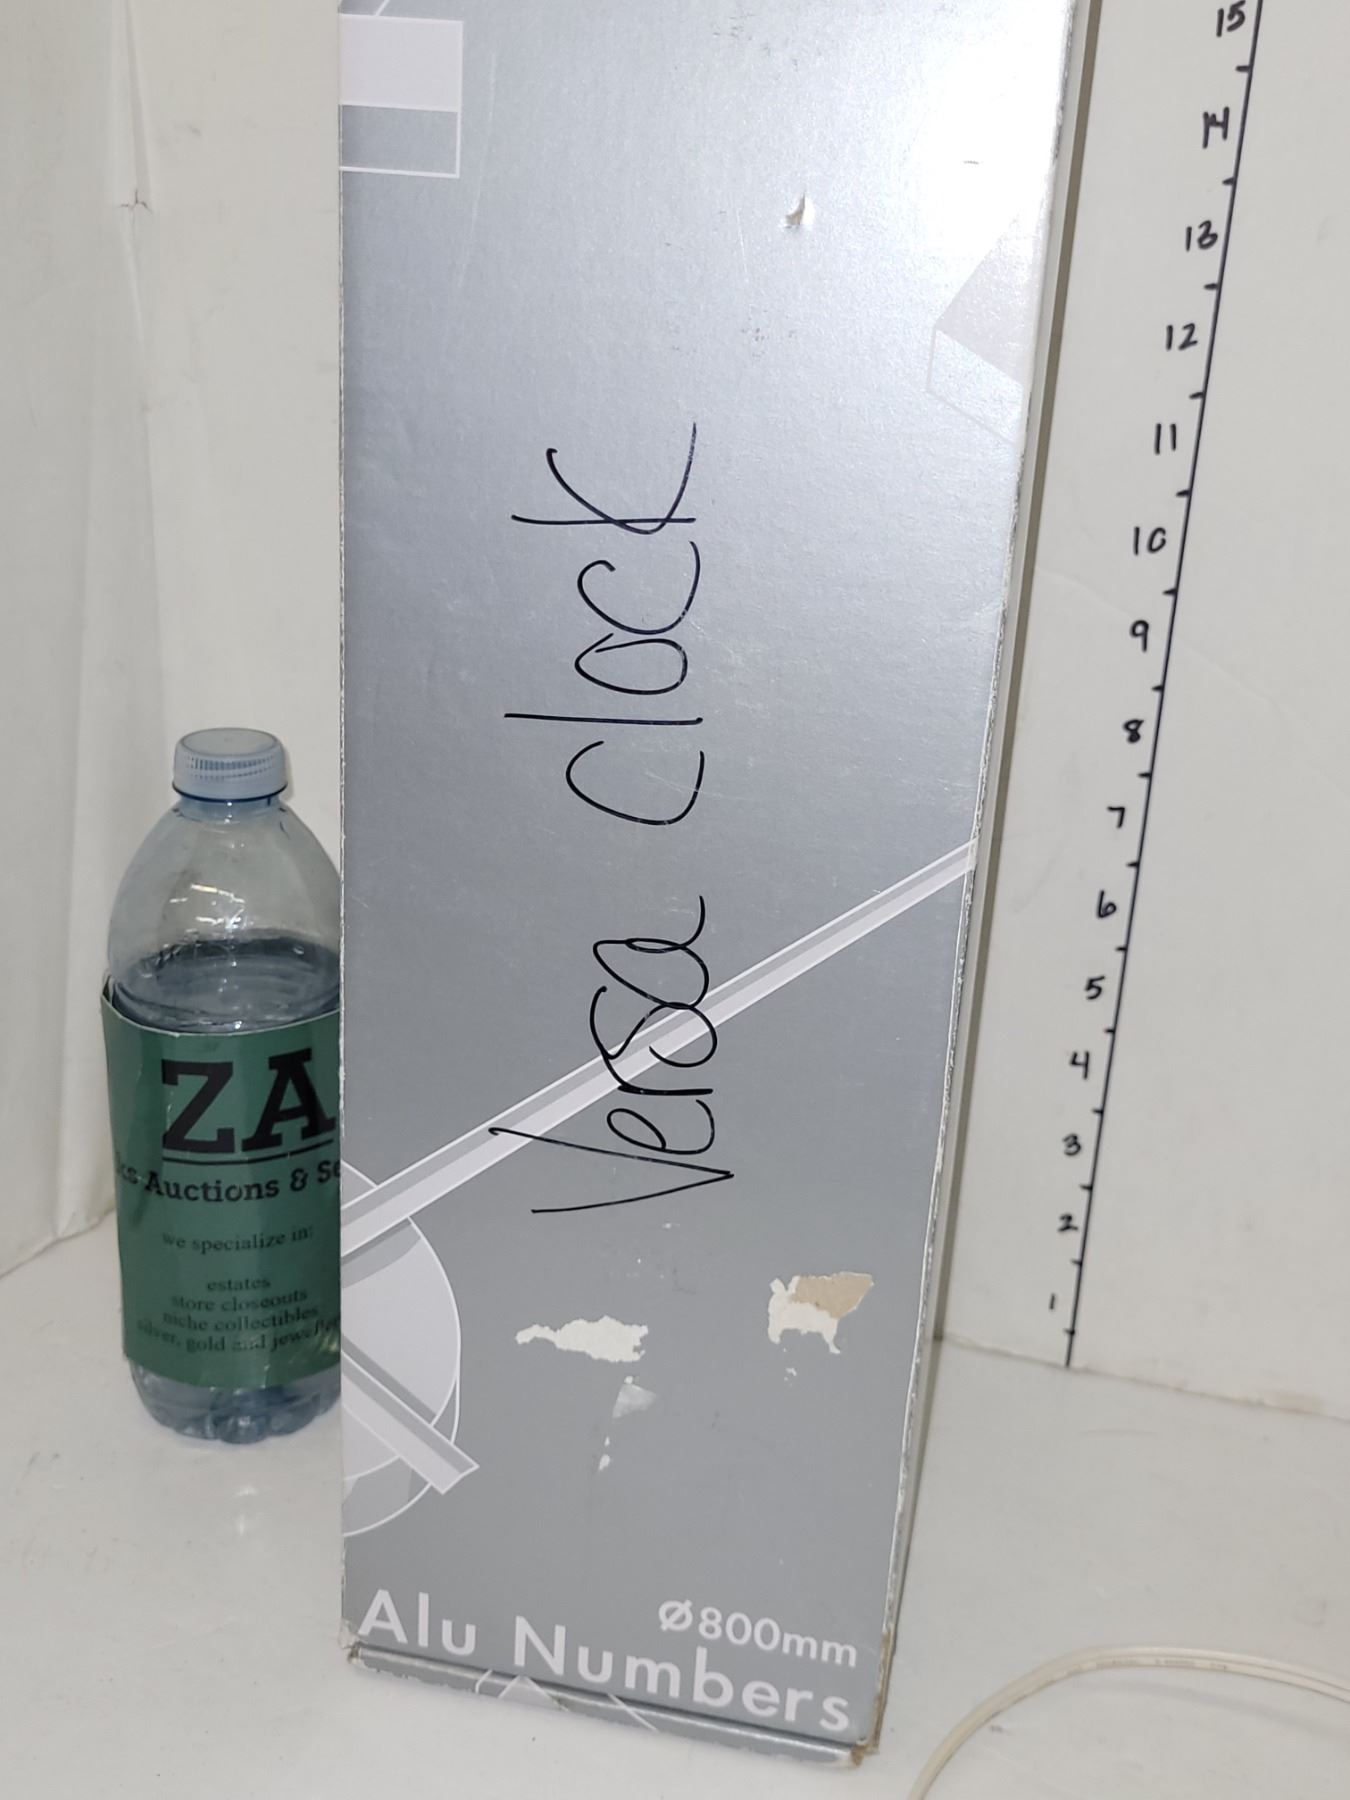 15
14
13
12
11
10
9
8
7
6
5
4
3
2
1
Versa clock
ZA
ks Auctions & Se
we specialize in:
estates
store closeouts
niche collectibles
silver, gold and jewel
Ø800mm
Alu Numbers